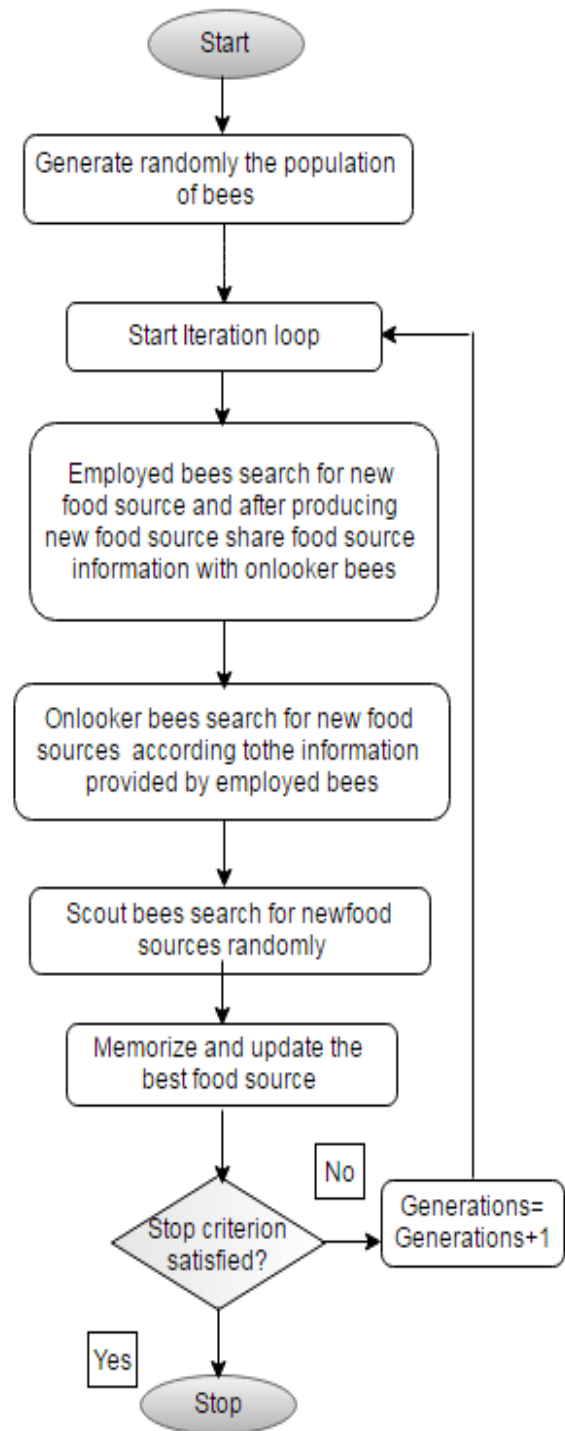 Start
Generate randomly the population
of bees
Start Iteration loop
Employed bees search for new
food source and after producing
new food source share food source
information with onlooker bees
Onlooker bees search for new food
sources according tothe information
provided by employed bees
Scout bees search for newfood
sources randomly
Memorize and update the
best food source
Stop criterion
satisfied?
No
Generations=
Generations+1
Yes
Stop